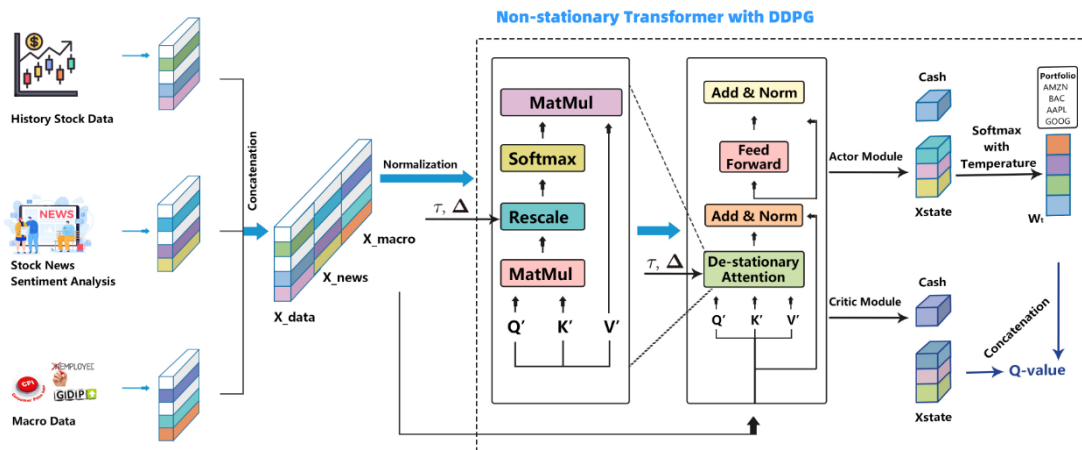 Non-stationary Transformer with DDPG
History Stock Data
NEWS
Stock News
Sentiment Analysis
CPI
EMPLOYEE
GDP
Macro Data
Concatenation
X_data
X_news
X_macro
Normalization
τ, Δ
MatMul
Softmax
Rescale
MatMul
Q′ K′ V′
τ, Δ
Add & Norm
Feed
Forward
Add & Norm
De-stationary
Attention
Q′ K′ V′
Actor Module
Cash
Xstate
Softmax
with
Temperature
Portfolio
AMZN
BAC
AAPL
GOOG
Wt
Critic Module
Cash
Xstate
Concatenation
Q-value